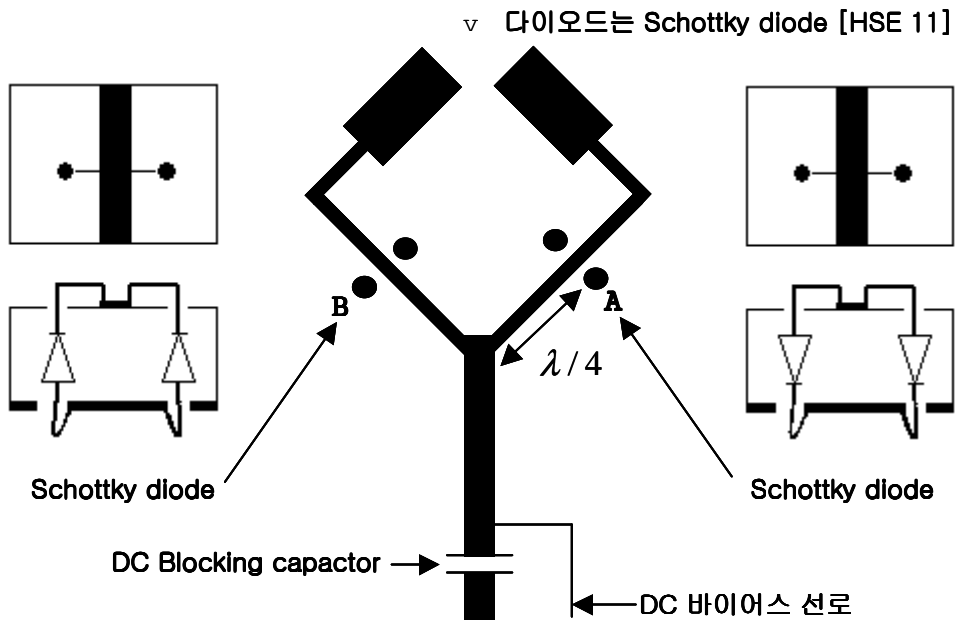 v 다이오드는 Schottky diode [HSE 11]
B
A
λ / 4
Schottky diode
Schottky diode
DC Blocking capactor
DC 바이어스 선로